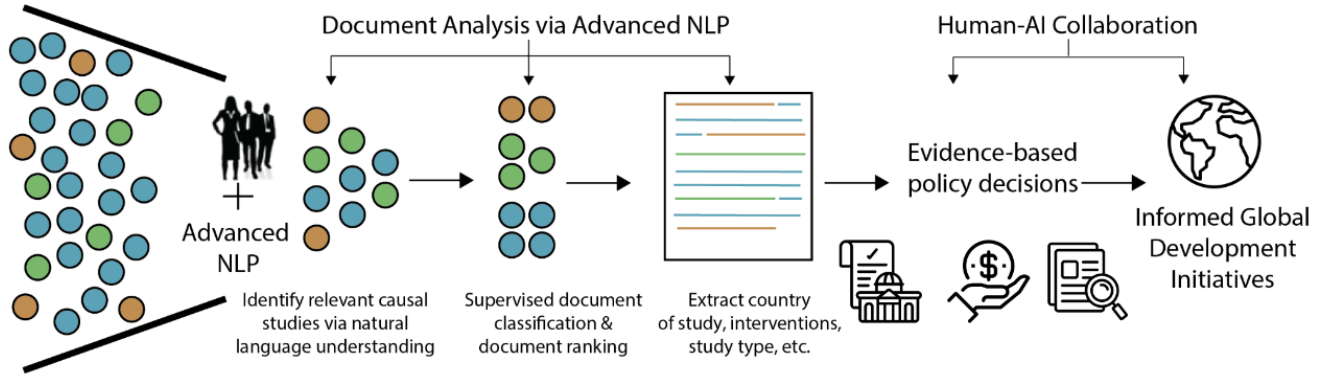 Document Analysis via Advanced NLP
Human-AI Collaboration
+
Advanced
NLP
Identify relevant causal
studies via natural
language understanding
Supervised document
classification &
document ranking
Extract country
of study, interventions,
study type, etc.
Evidence-based
policy decisions
$
Informed Global
Development
Initiatives